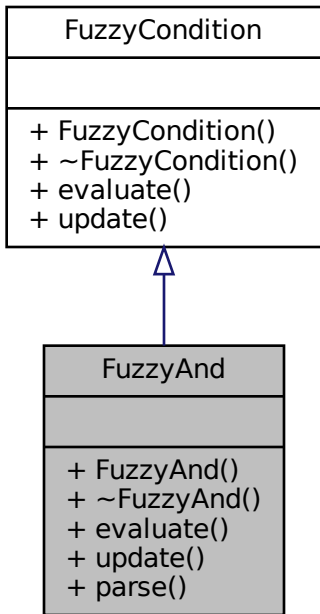 FuzzyCondition
+ FuzzyCondition()
+ ~FuzzyCondition()
+ evaluate()
+ update()
FuzzyAnd
+ FuzzyAnd()
+ ~FuzzyAnd()
+ evaluate()
+ update()
+ parse()